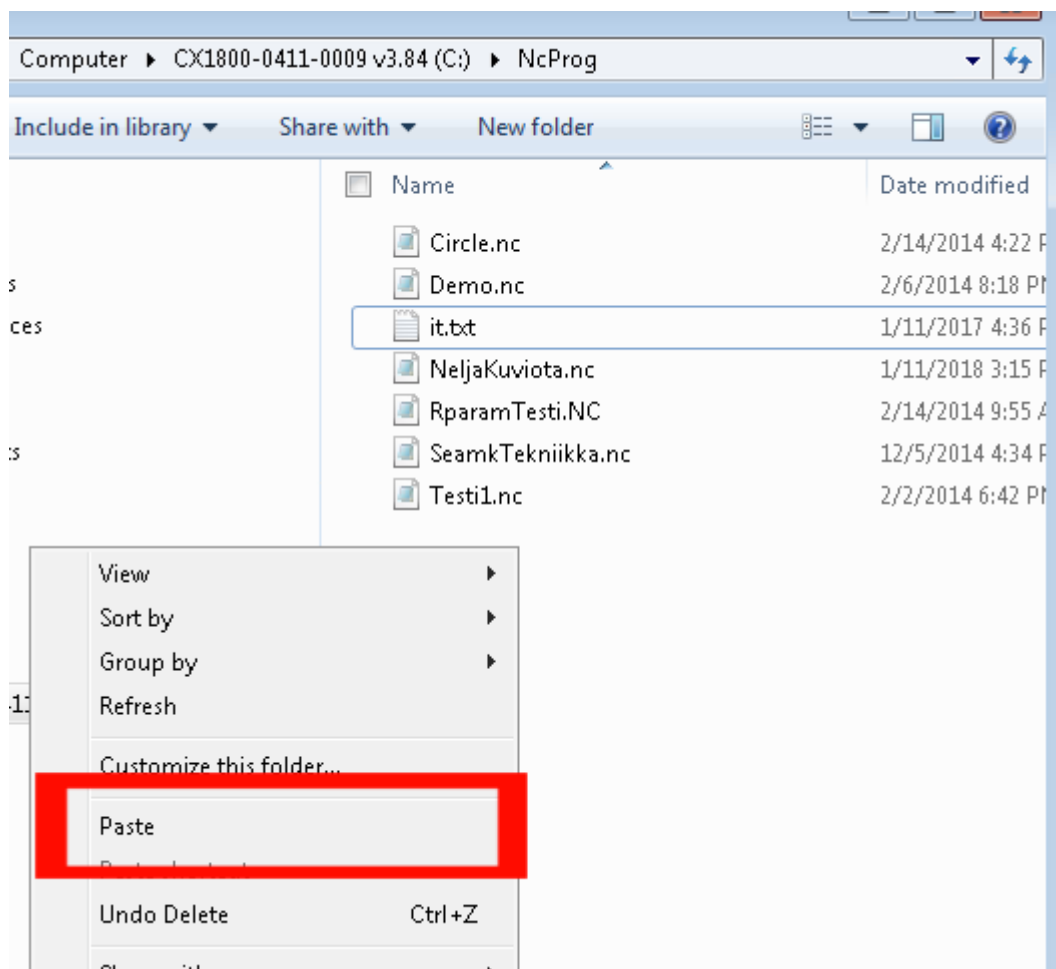 Computer ▸ CX1800-0411-0009 v3.84 (C:) ▸ NcProg
Include in library Share with New folder
Name Date modified
Circle.nc 2/14/2014 4:22 P
Demo.nc 2/6/2014 8:18 PM
s
it.txt 1/11/2017 4:36 P
ces
NeljaKuviota.nc 1/11/2018 3:15 P
RparamTesti.NC 2/14/2014 9:55 A
SeamkTekniikka.nc 12/5/2014 4:34 P
Testi1.nc 2/2/2014 6:42 PM
View
Sort by
Group by
Refresh
Customize this folder...
Paste
Undo Delete Ctrl+Z